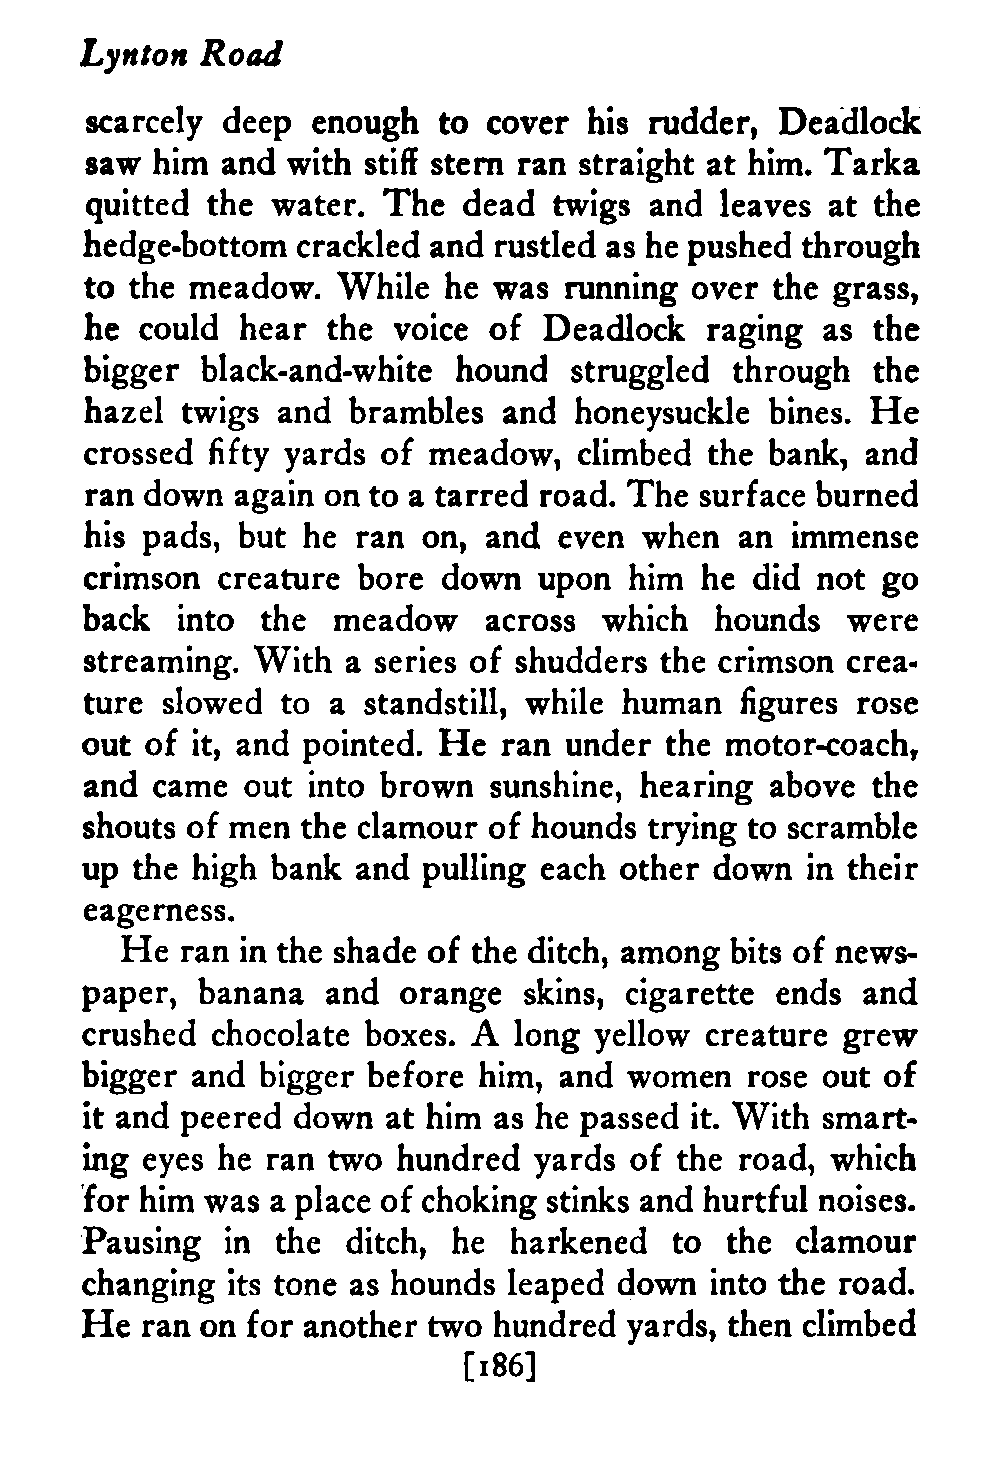 Lynton Road
scarcely deep enough to cover his rudder, Deadlock
saw him and with stiff stern ran straight at him. Tarka
quitted the water. The dead twigs and leaves at the
hedge-bottom crackled and rustled as he pushed through
to the meadow. While he was running over the grass,
he could hear the voice of Deadlock raging as the
bigger black-and-white hound struggled through the
hazel twigs and brambles and honeysuckle bines. He
crossed fifty yards of meadow, climbed the bank, and
ran down again on to a tarred road. The surface burned
his pads, but he ran on, and even when an immense
crimson creature bore down upon him he did not go
back into the meadow across which hounds were
streaming. With a series of shudders the crimson crea-
ture slowed to a standstill, while human figures rose
out of it, and pointed. He ran under the motor-coach,
and came out into brown sunshine, hearing above the
shouts of men the clamour of hounds trying to scramble
up the high bank and pulling each other down in their
eagerness.
He ran in the shade of the ditch, among bits of news-
paper, banana and orange skins, cigarette ends and
crushed chocolate boxes. A long yellow creature grew
bigger and bigger before him, and women rose out of
it and peered down at him as he passed it. With smart-
ing eyes he ran two hundred yards of the road, which
for him was a place of choking stinks and hurtful noises.
Pausing in the ditch, he harkened to the clamour
changing its tone as hounds leaped down into the road.
He ran on for another two hundred yards, then climbed
[186]